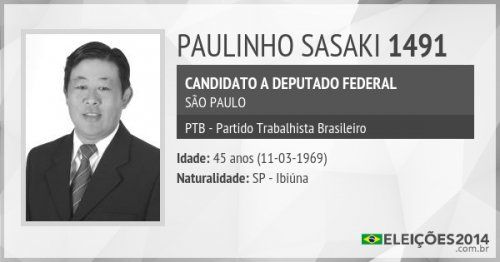 PAULINHO SASAKI 1491
CANDIDATO A DEPUTADO FEDERAL
SÃO PAULO
PTB - Partido Trabalhista Brasileiro
Idade: 45 anos (11-03-1969)
Naturalidade: SP - Ibiúna
ELEIÇÕES2014
.com.br